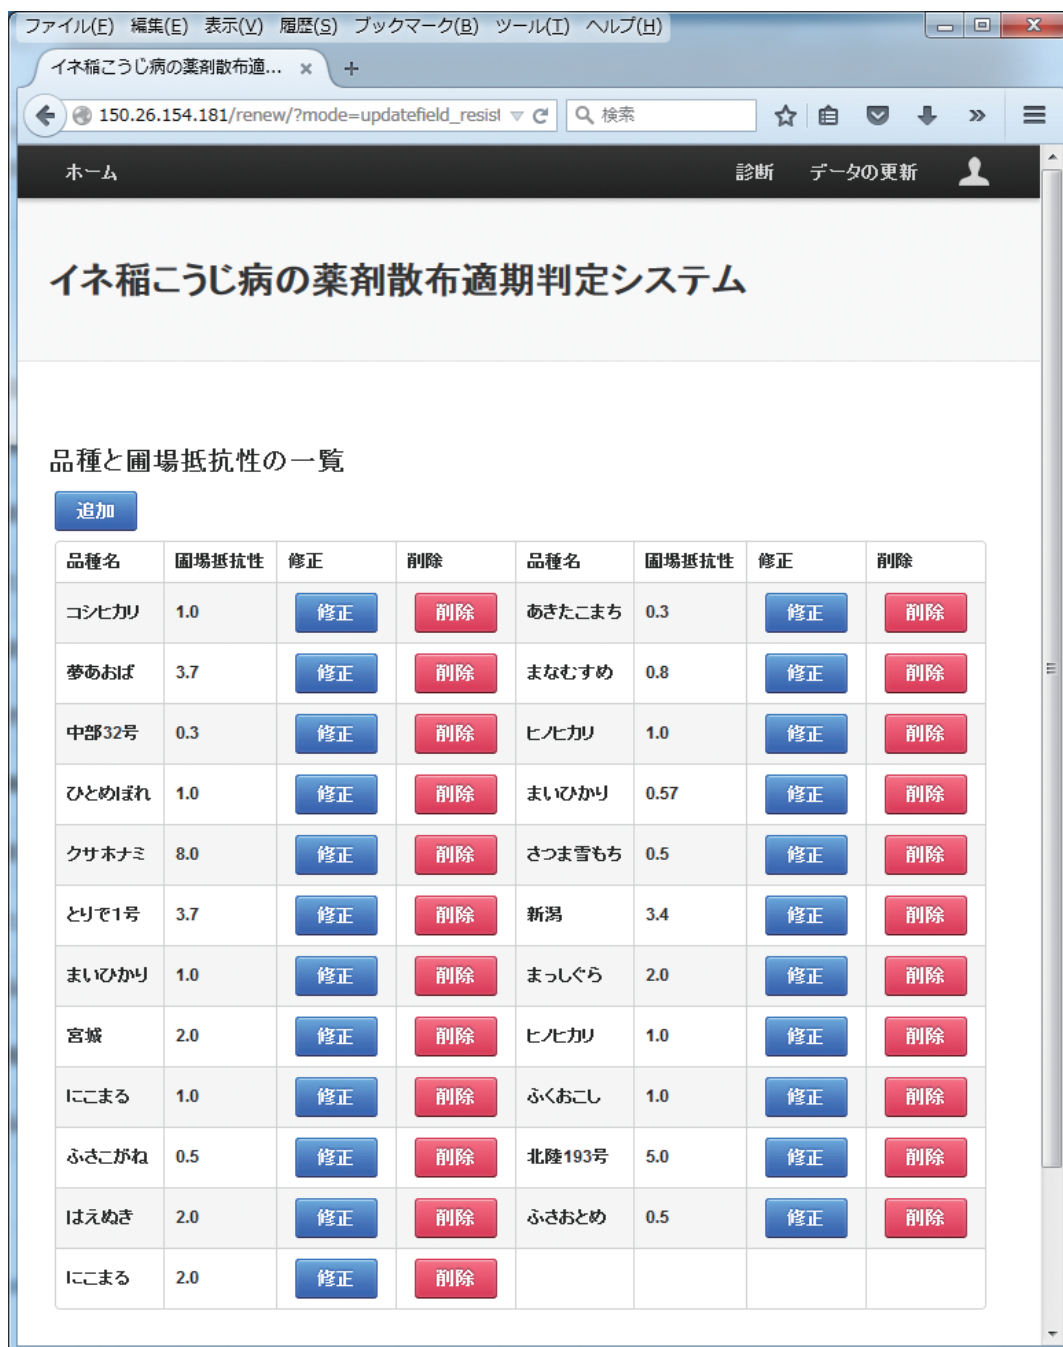 ファイル(F) 編集(E) 表示(V) 履歴(S) ブックマーク(B) ツール(T) ヘルプ(H)
イネ稲こうじ病の薬剤散布適... × +
150.26.154.181/renew/?mode=updatefield_resist 検索
ホーム 診断 データの更新
イネ稲こうじ病の薬剤散布適期判定システム
品種と圃場抵抗性の一覧
追加
品種名 圃場抵抗性 修正 削除 品種名 圃場抵抗性 修正 削除
コシヒカリ 1.0 修正 削除 あきたこまち 0.3 修正 削除
夢あおば 3.7 修正 削除 まなむすめ 0.8 修正 削除
中部32号 0.3 修正 削除 ヒノヒカリ 1.0 修正 削除
ひとめぼれ 1.0 修正 削除 まいひかり 0.57 修正 削除
クサホナミ 8.0 修正 削除 さつま雪もち 0.5 修正 削除
とりで1号 3.7 修正 削除 新潟 3.4 修正 削除
まいひかり 1.0 修正 削除 まっしぐら 2.0 修正 削除
宮城 2.0 修正 削除 ヒノヒカリ 1.0 修正 削除
にこまる 1.0 修正 削除 ふくおこし 1.0 修正 削除
ふさこがね 0.5 修正 削除 北陸193号 5.0 修正 削除
はえぬき 2.0 修正 削除 ふさおとめ 0.5 修正 削除
にこまる 2.0 修正 削除